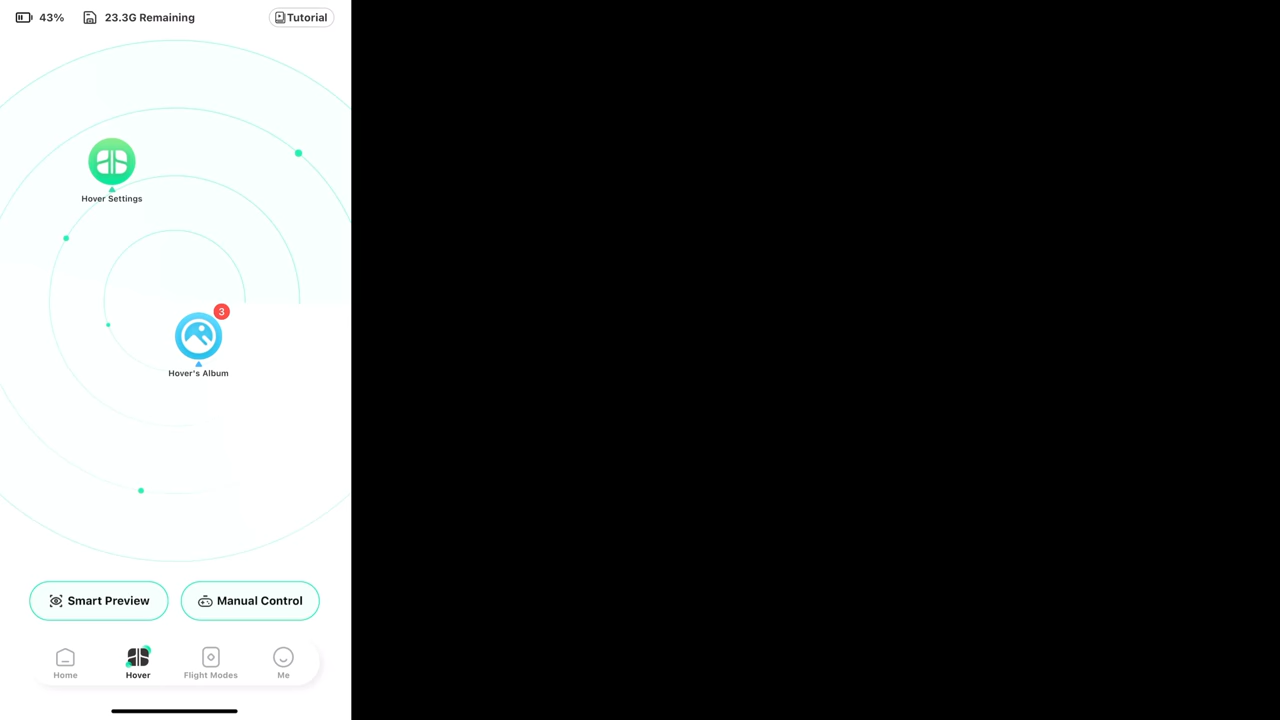 43%
23.3G Remaining
Tutorial
Hover Settings
3
Hover's Album
Smart Preview
Manual Control
Home
Hover
Flight Modes
Me